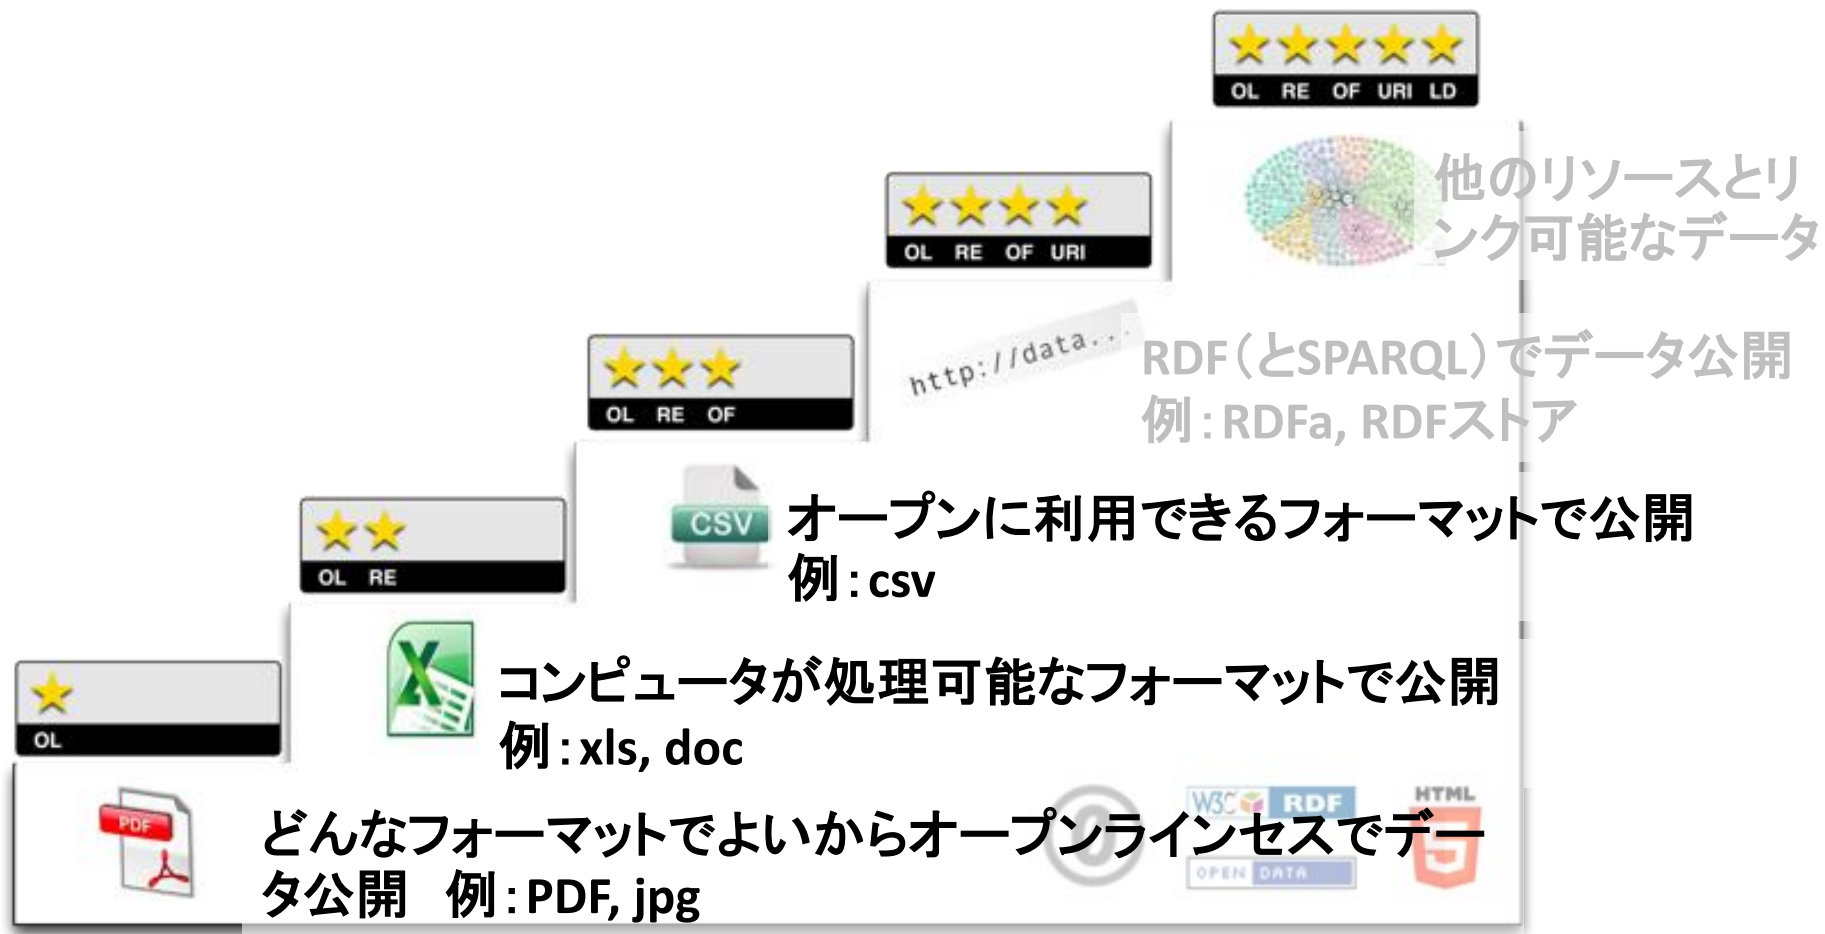 OL RE OF URI LD
他のリソースとリ
ンク可能なデータ
OL RE OF URI
http://data...
RDF（とSPARQL）でデータ公開
例：RDFa, RDFストア
OL RE OF
CSV
オープンに利用できるフォーマットで公開
例：csv
OL RE
コンピュータが処理可能なフォーマットで公開
例：xls, doc
OL
PDF
どんなフォーマットでよいからオープンラインセスでデー
タ公開　例：PDF, jpg
W3C RDF
OPEN DATA
HTML
5